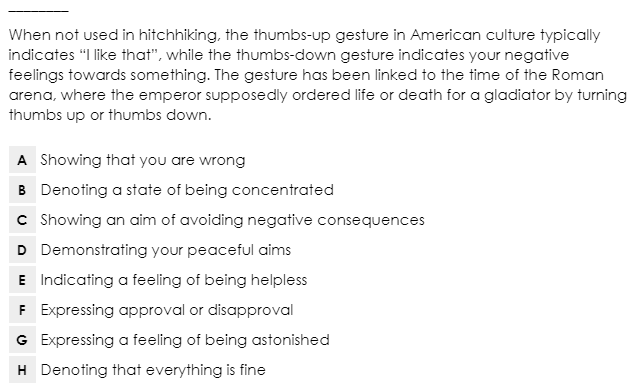 When not used in hitchhiking, the thumbs-up gesture in American culture typically
indicates "I like that", while the thumbs-down gesture indicates your negative
feelings towards something. The gesture has been linked to the time of the Roman
arena, where the emperor supposedly ordered life or death for a gladiator by turning
thumbs up or thumbs down.
A Showing that you are wrong
B Denoting a state of being concentrated
C Showing an aim of avoiding negative consequences
D Demonstrating your peaceful aims
E Indicating a feeling of being helpless
F Expressing approval or disapproval
G Expressing a feeling of being astonished
H Denoting that everything is fine